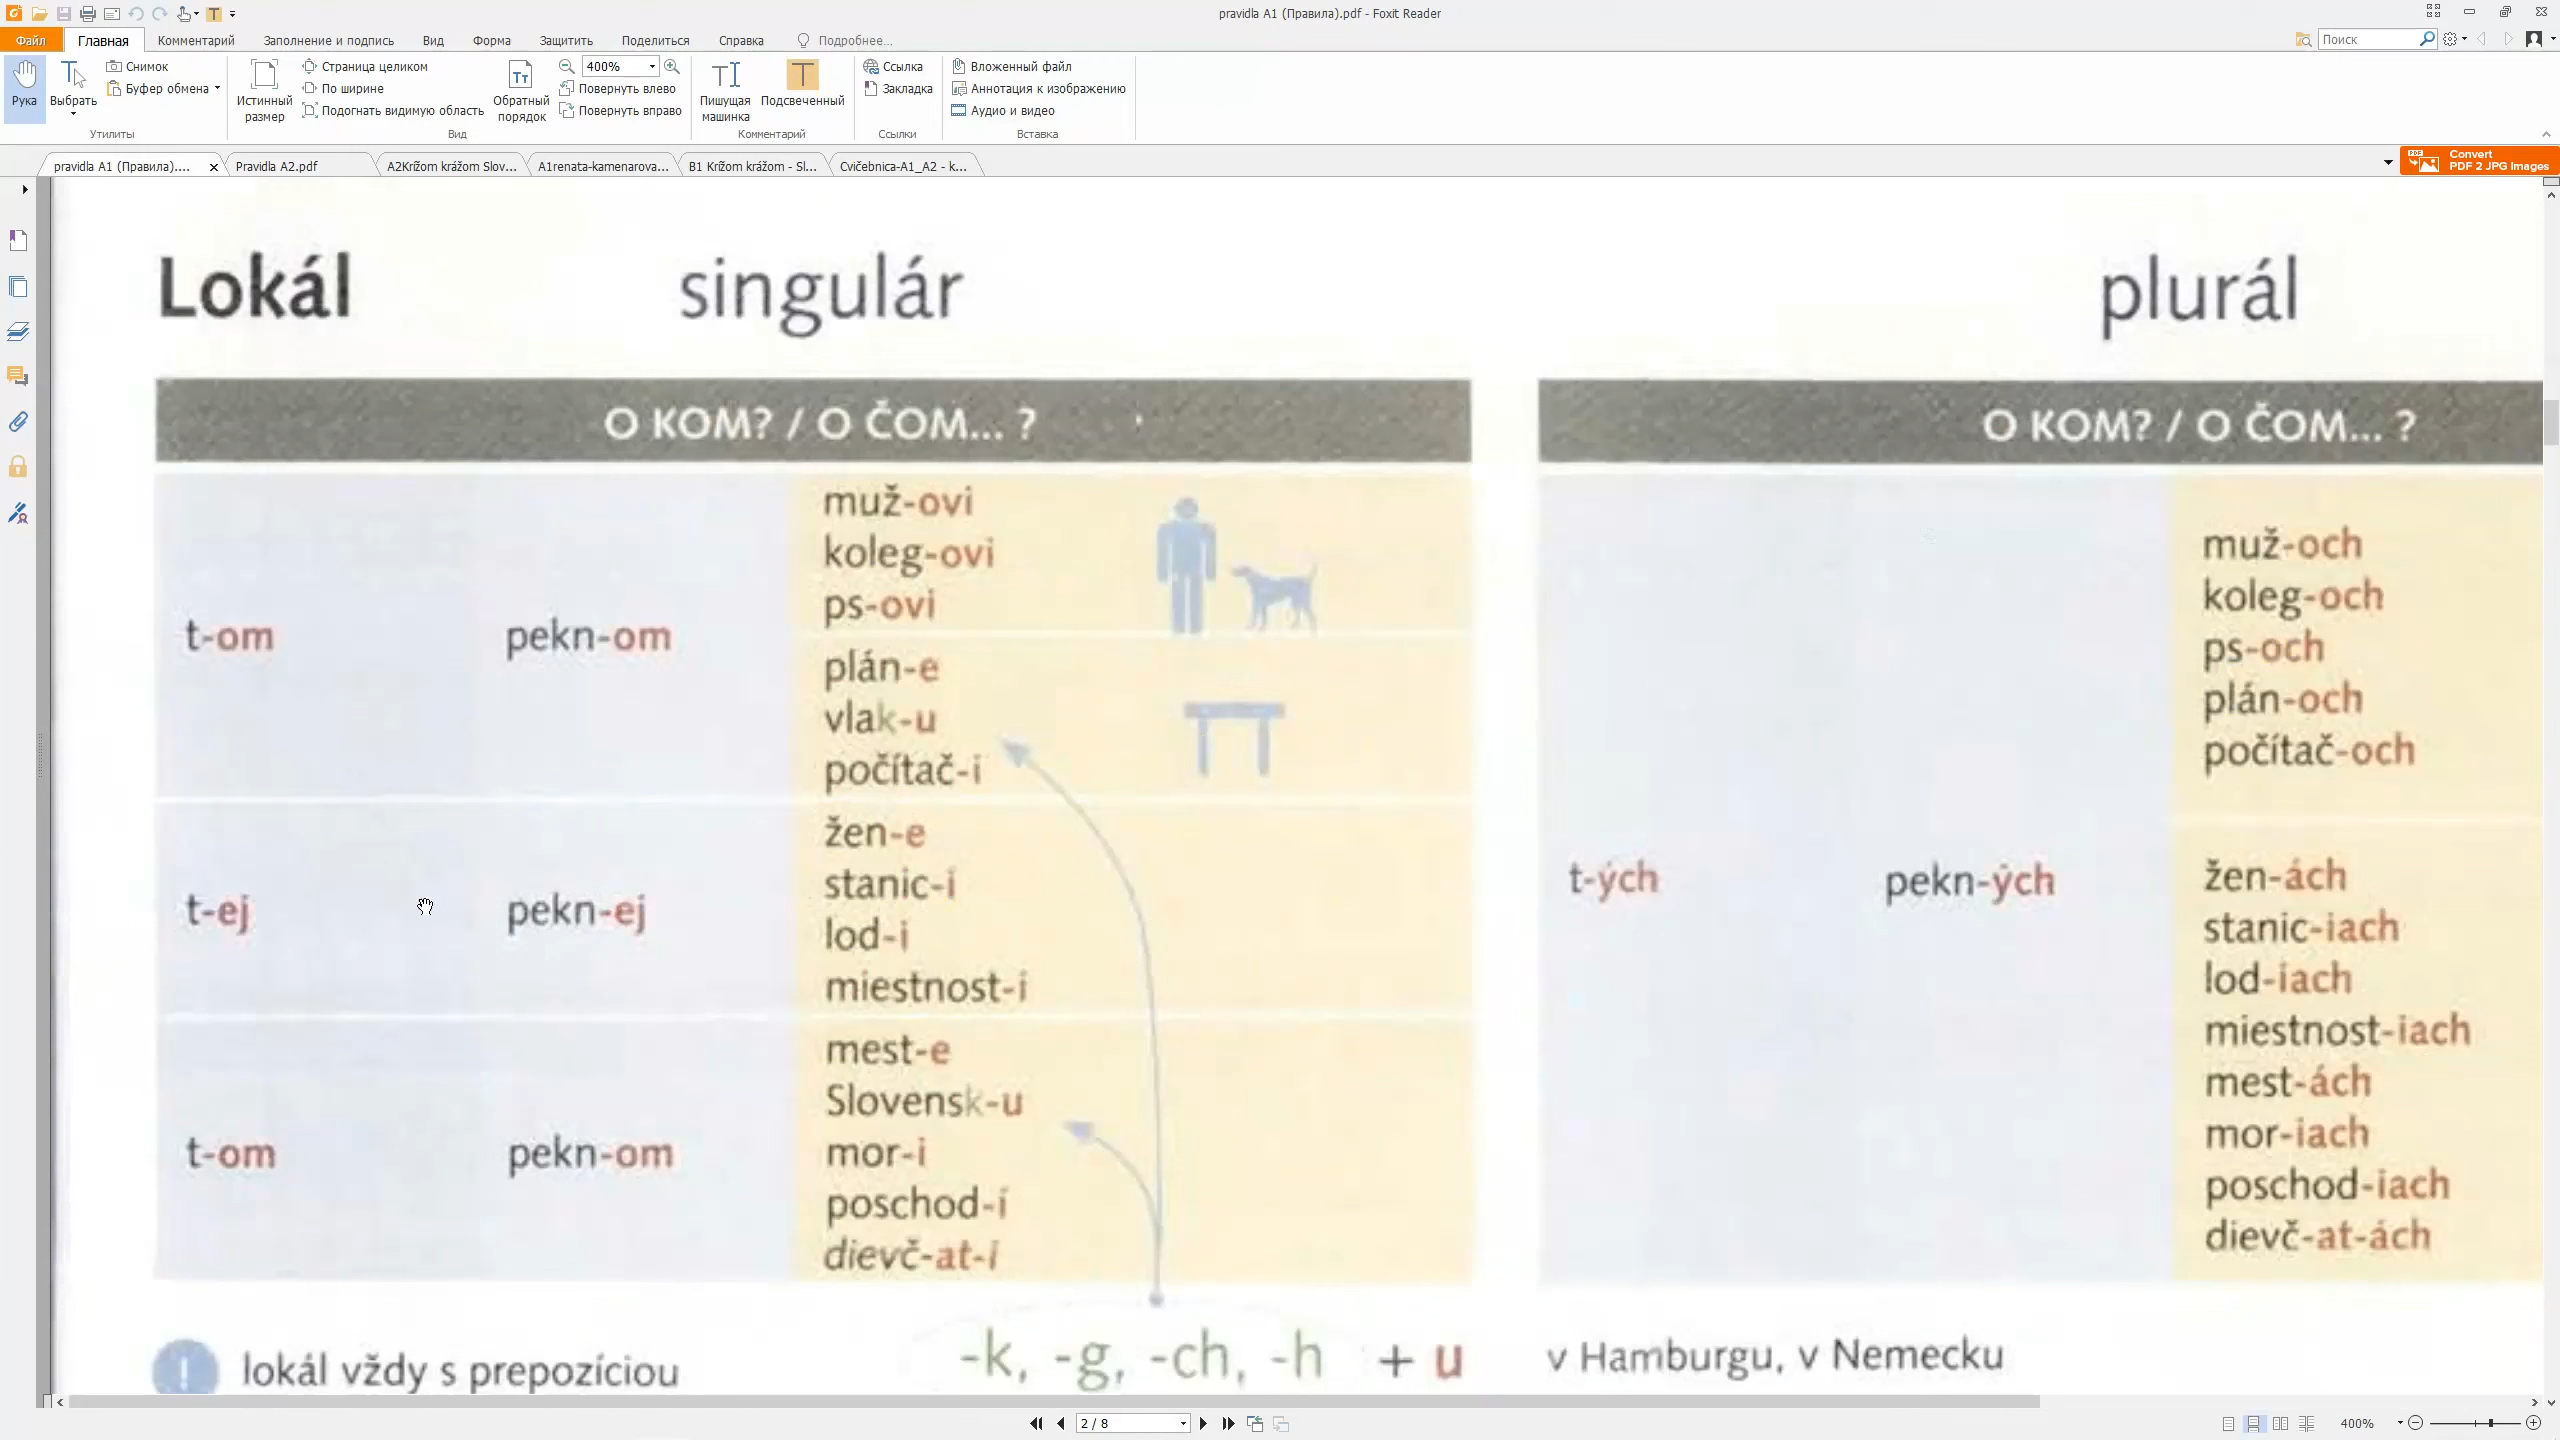 pravidla A1 (Правила).pdf - Foxit Reader
Файл Главная Комментарий Заполнение и подпись Вид Форма Защитить Поделиться Справка Подробнее... Поиск
Рука
Выбрать
Снимок
Буфер обмена
Утилиты
Истинный размер
Страница целиком
По ширине
Подогнать видимую область
Обратный порядок
400%
Повернуть влево
Повернуть вправо
Вид
Пишущая машинка
Подсвеченный
Комментарий
Ссылка
Закладка
Ссылки
Вложенный файл
Аннотация к изображению
Аудио и видео
Вставка
pravidla A1 (Правила).... Pravidla A2.pdf A2Krížom krážom Slov... A1renata-kamenarova... B1 Krížom krážom - Sl... Cvičebnica-A1_A2 - k...
Convert
PDF 2 JPG Images
Lokál singulár plurál
O KOM? / O ČOM... ?
t-om pekn-om
muž-ovi
koleg-ovi
ps-ovi
plán-e
vlak-u
počítač-i
t-ej pekn-ej
žen-e
stanic-i
lod-i
miestnost-i
t-om pekn-om
mest-e
Slovensk-u
mor-i
poschod-í
dievč-at-i
O KOM? / O ČOM... ?
t-ých pekn-ých
muž-och
koleg-och
ps-och
plán-och
počítač-och
žen-ách
stanic-iach
lod-iach
miestnost-iach
mest-ách
mor-iach
poschod-iach
dievč-at-ách
! lokál vždy s prepozíciou
-k, -g, -ch, -h + u
v Hamburgu, v Nemecku
2 / 8
400%